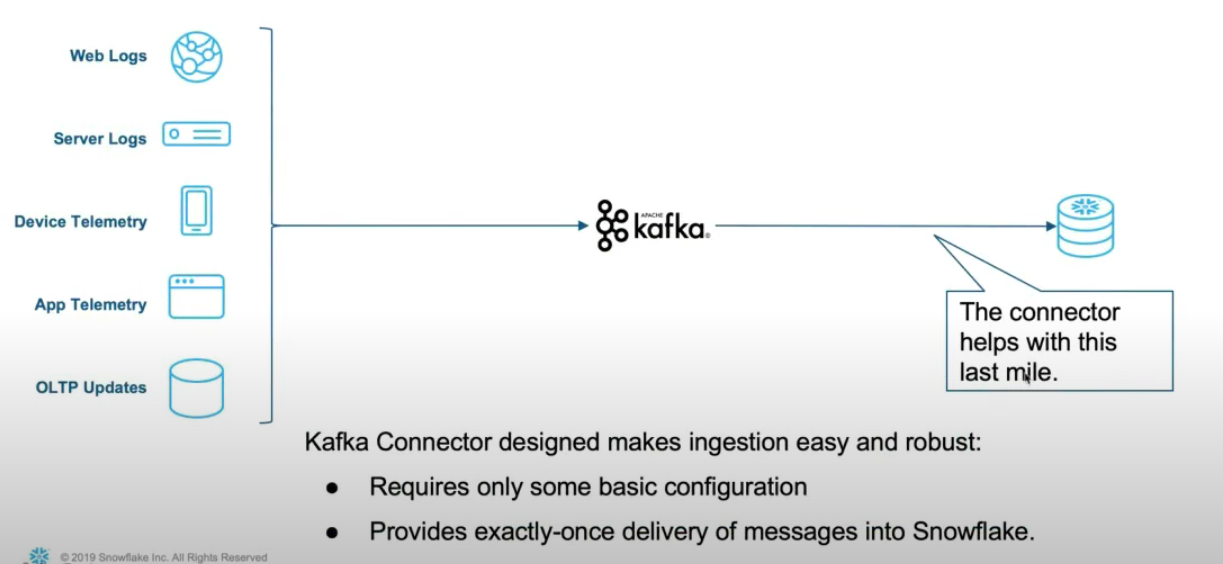 Web Logs
Server Logs
Device Telemetry
App Telemetry
OLTP Updates
APACHE
kafka®
The connector
helps with this
last mile.
Kafka Connector designed makes ingestion easy and robust:
● Requires only some basic configuration
● Provides exactly-once delivery of messages into Snowflake.
© 2019 Snowflake Inc. All Rights Reserved